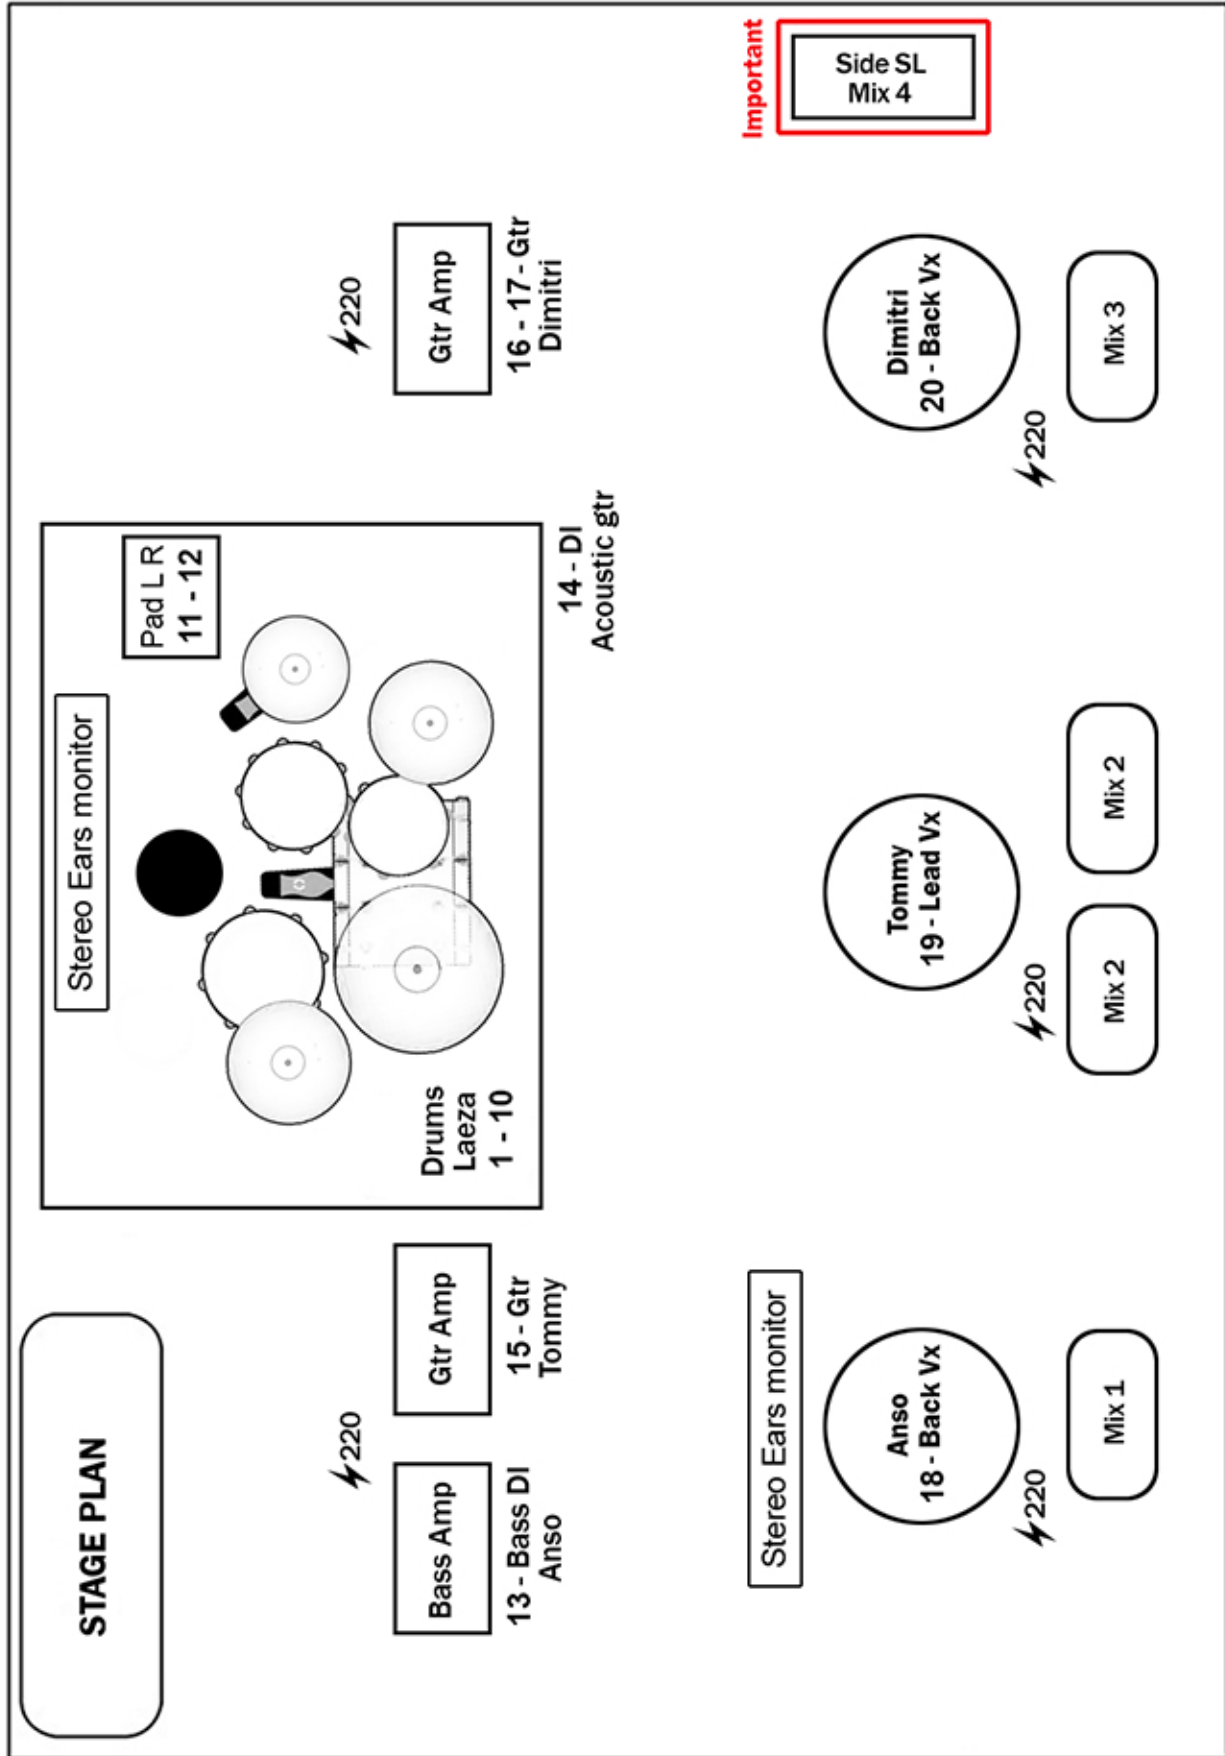 STAGE PLAN
Stereo Ears monitor
Pad L R
11 - 12
Drums
Laeza
1 - 10
220
Bass Amp
13 - Bass DI
Anso
Gtr Amp
15 - Gtr
Tommy
14 - DI
Acoustic gtr
220
Gtr Amp
16 - 17 - Gtr
Dimitri
Important
Side SL
Mix 4
Stereo Ears monitor
Anso
18 - Back Vx
220
Mix 1
Tommy
19 - Lead Vx
220
Mix 2
Mix 2
Dimitri
20 - Back Vx
220
Mix 3